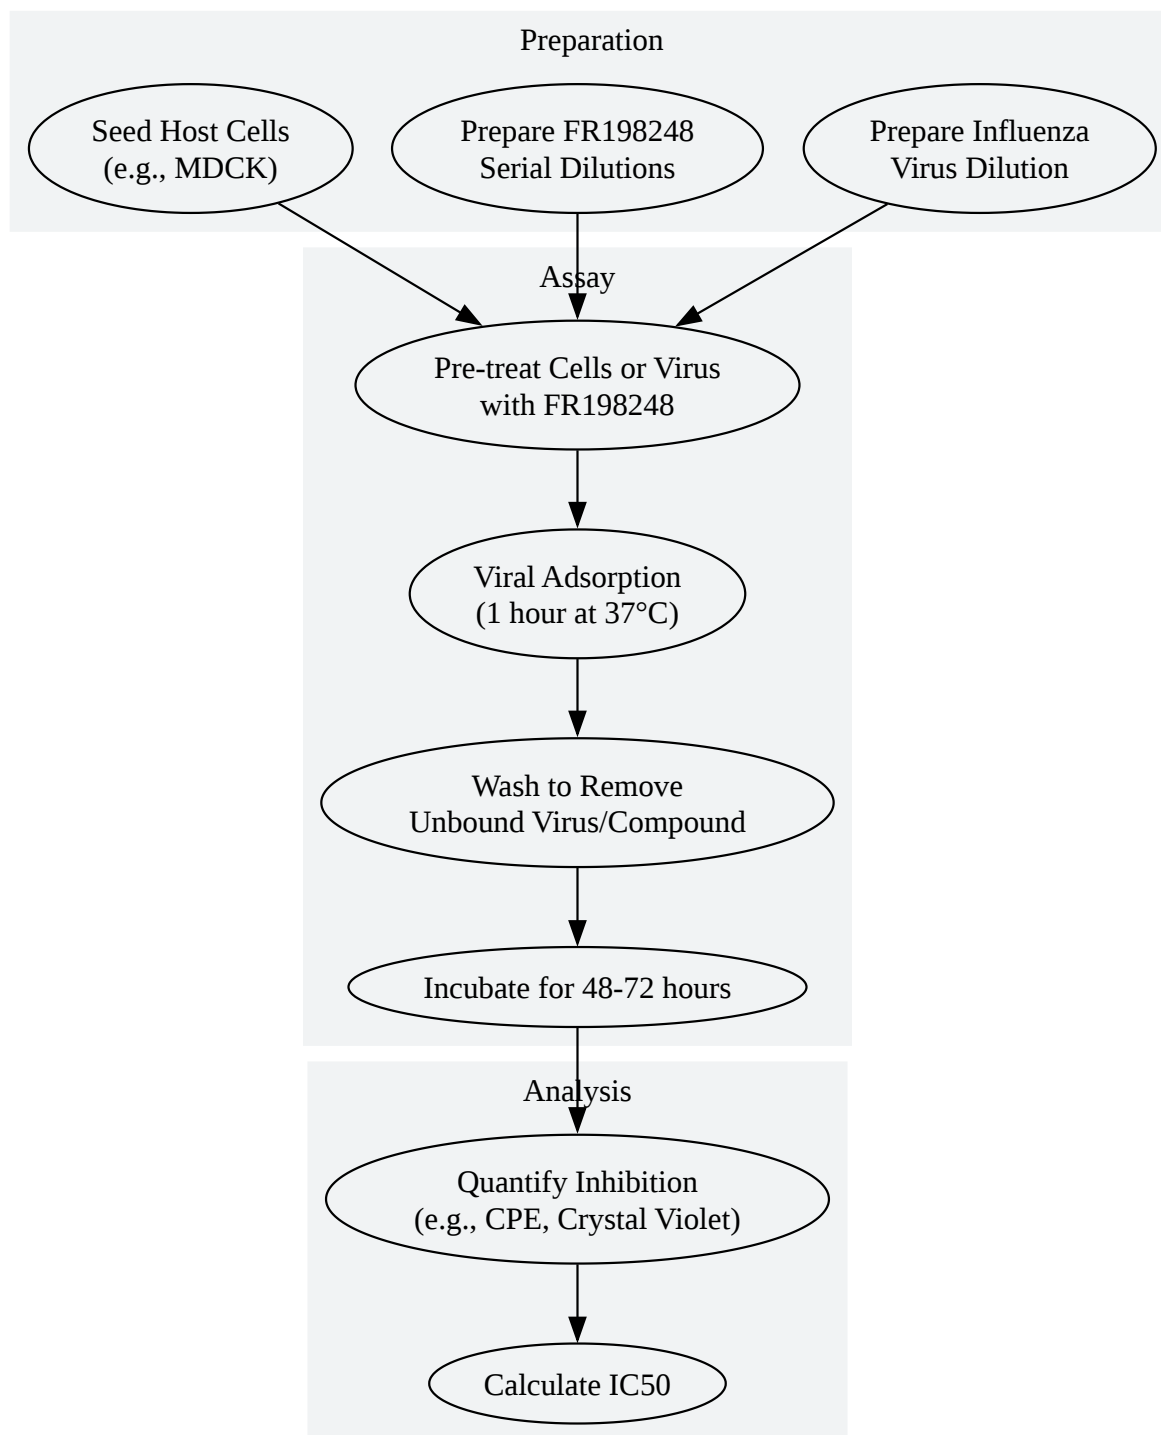 Preparation
Seed Host Cells
(e.g., MDCK)
Prepare FR198248
Serial Dilutions
Prepare Influenza
Virus Dilution
Assay
Pre-treat Cells or Virus
with FR198248
Viral Adsorption
(1 hour at 37°C)
Wash to Remove
Unbound Virus/Compound
Incubate for 48-72 hours
Analysis
Quantify Inhibition
(e.g., CPE, Crystal Violet)
Calculate IC50